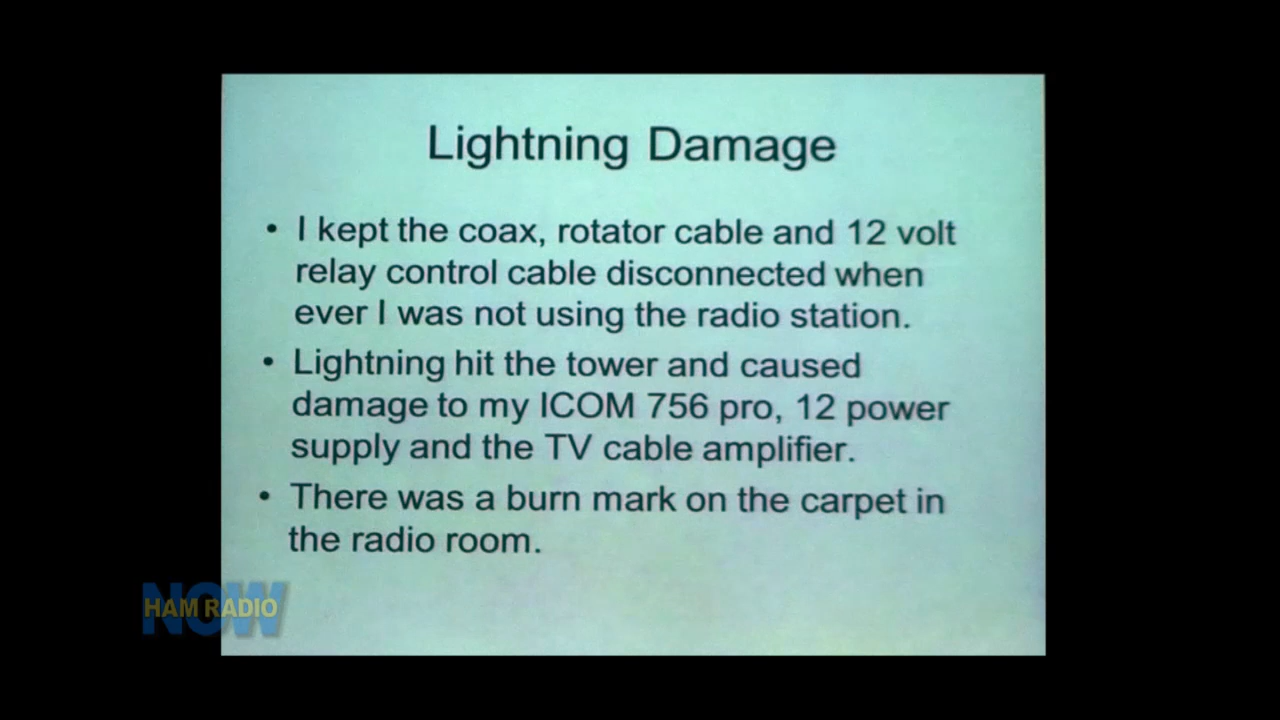 Lightning Damage
• I kept the coax, rotator cable and 12 volt
relay control cable disconnected when
ever I was not using the radio station.
• Lightning hit the tower and caused
damage to my ICOM 756 pro, 12 power
supply and the TV cable amplifier.
• There was a burn mark on the carpet in
the radio room.
NOW
HAM RADIO